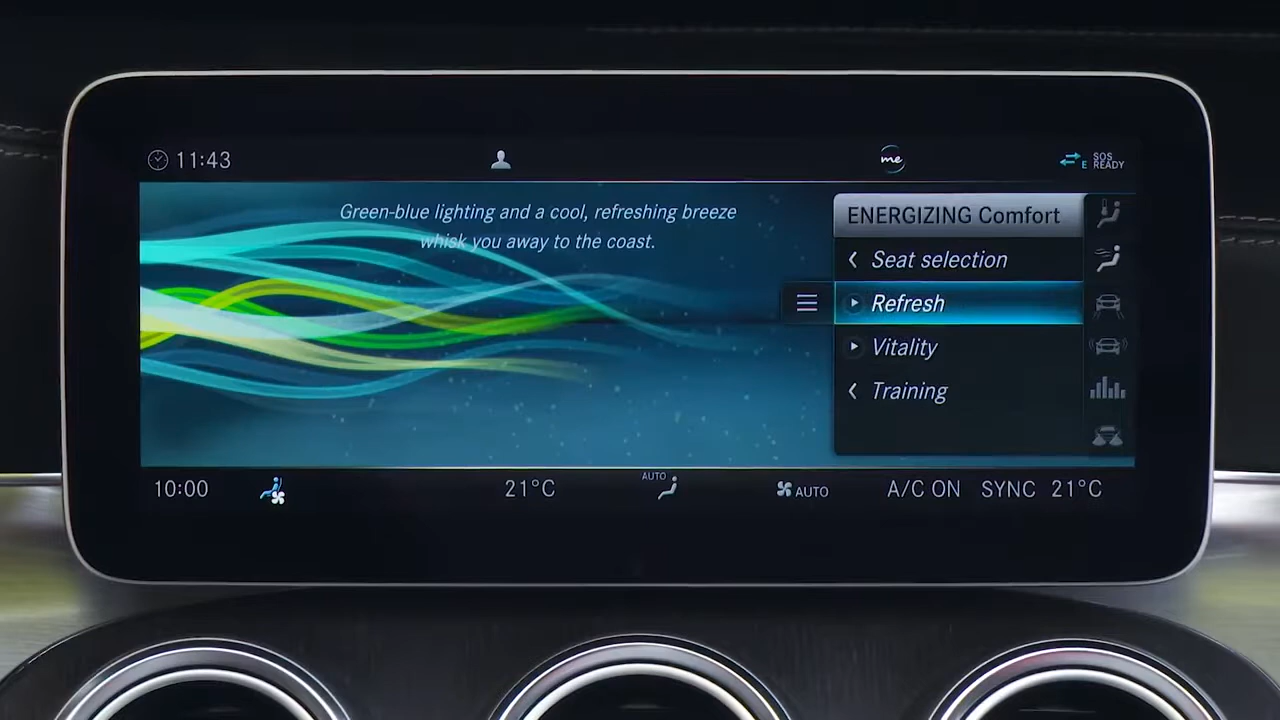 11:43
me
E
SOS
READY
Green-blue lighting and a cool, refreshing breeze
whisk you away to the coast.
ENERGIZING Comfort
Seat selection
Refresh
Vitality
Training
10:00
21°C
AUTO
AUTO
A/C ON
SYNC
21°C